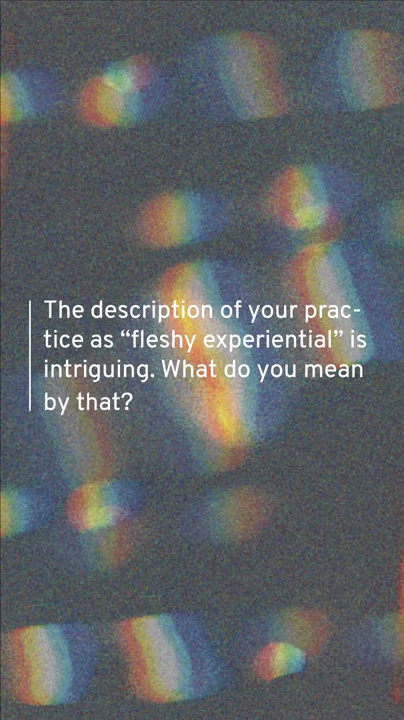 The description of your prac-
tice as “fleshy experiential” is
intriguing. What do you mean
by that?